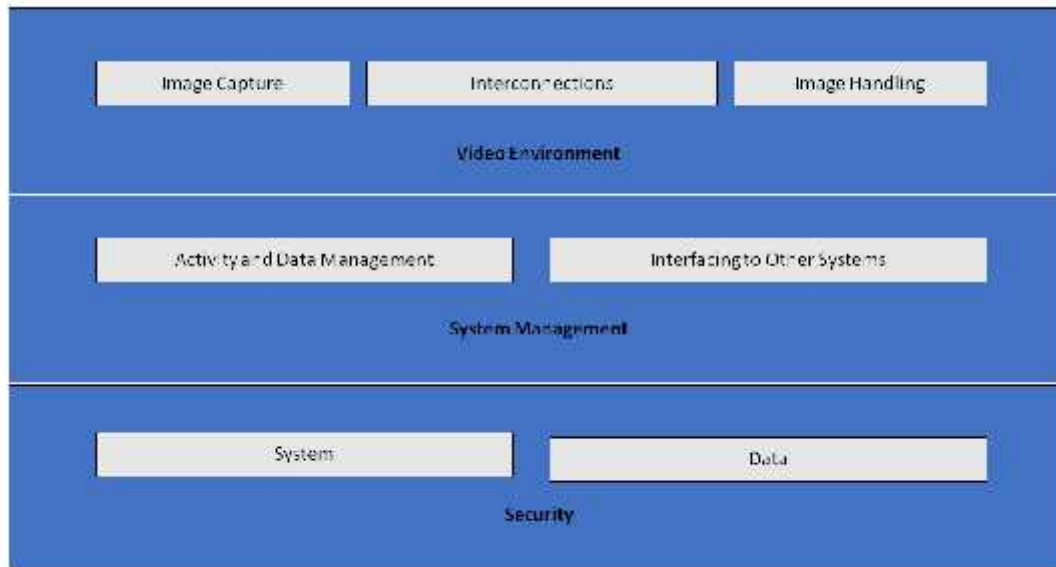 Image Capture
Interconnections
Image Handling
Video Environment
Activity and Data Management
Interfacing to Other Systems
System Management
System
Data
Security